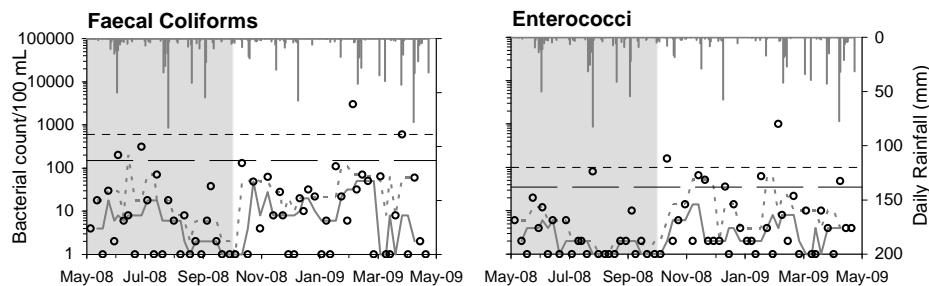 Faecal Coliforms
Enterococci
Bacterial count/100 mL
100000
10000
1000
100
10
1
May-08 Jul-08 Sep-08 Nov-08 Jan-09 Mar-09 May-09
May-08 Jul-08 Sep-08 Nov-08 Jan-09 Mar-09 May-09
0
50
100
150
200
Daily Rainfall (mm)